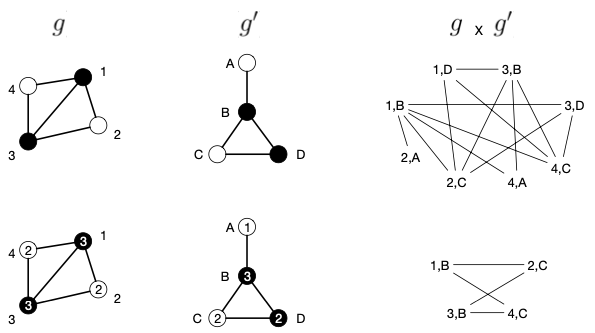 g g′ g x g′
4 1 A 1,D 3,B
B 1,B 3,D
2 2,A
3 C D 2,C 4,A 4,C
4 2 3 1 A 1
B 3 1,B 2,C
2 2
3 3 C 2 2 D 3,B 4,C